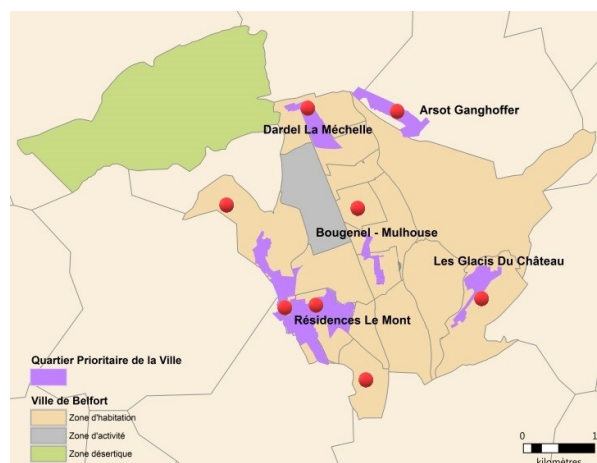 Arsot Ganghoffer
Dardel La Méchelle
Bougenel - Mulhouse
Les Glacis Du Château
Résidences Le Mont
Quartier Prioritaire de la Ville
Ville de Belfort
Zone d'habitation
Zone d'activité
Zone désertique
0 1
kilomètres